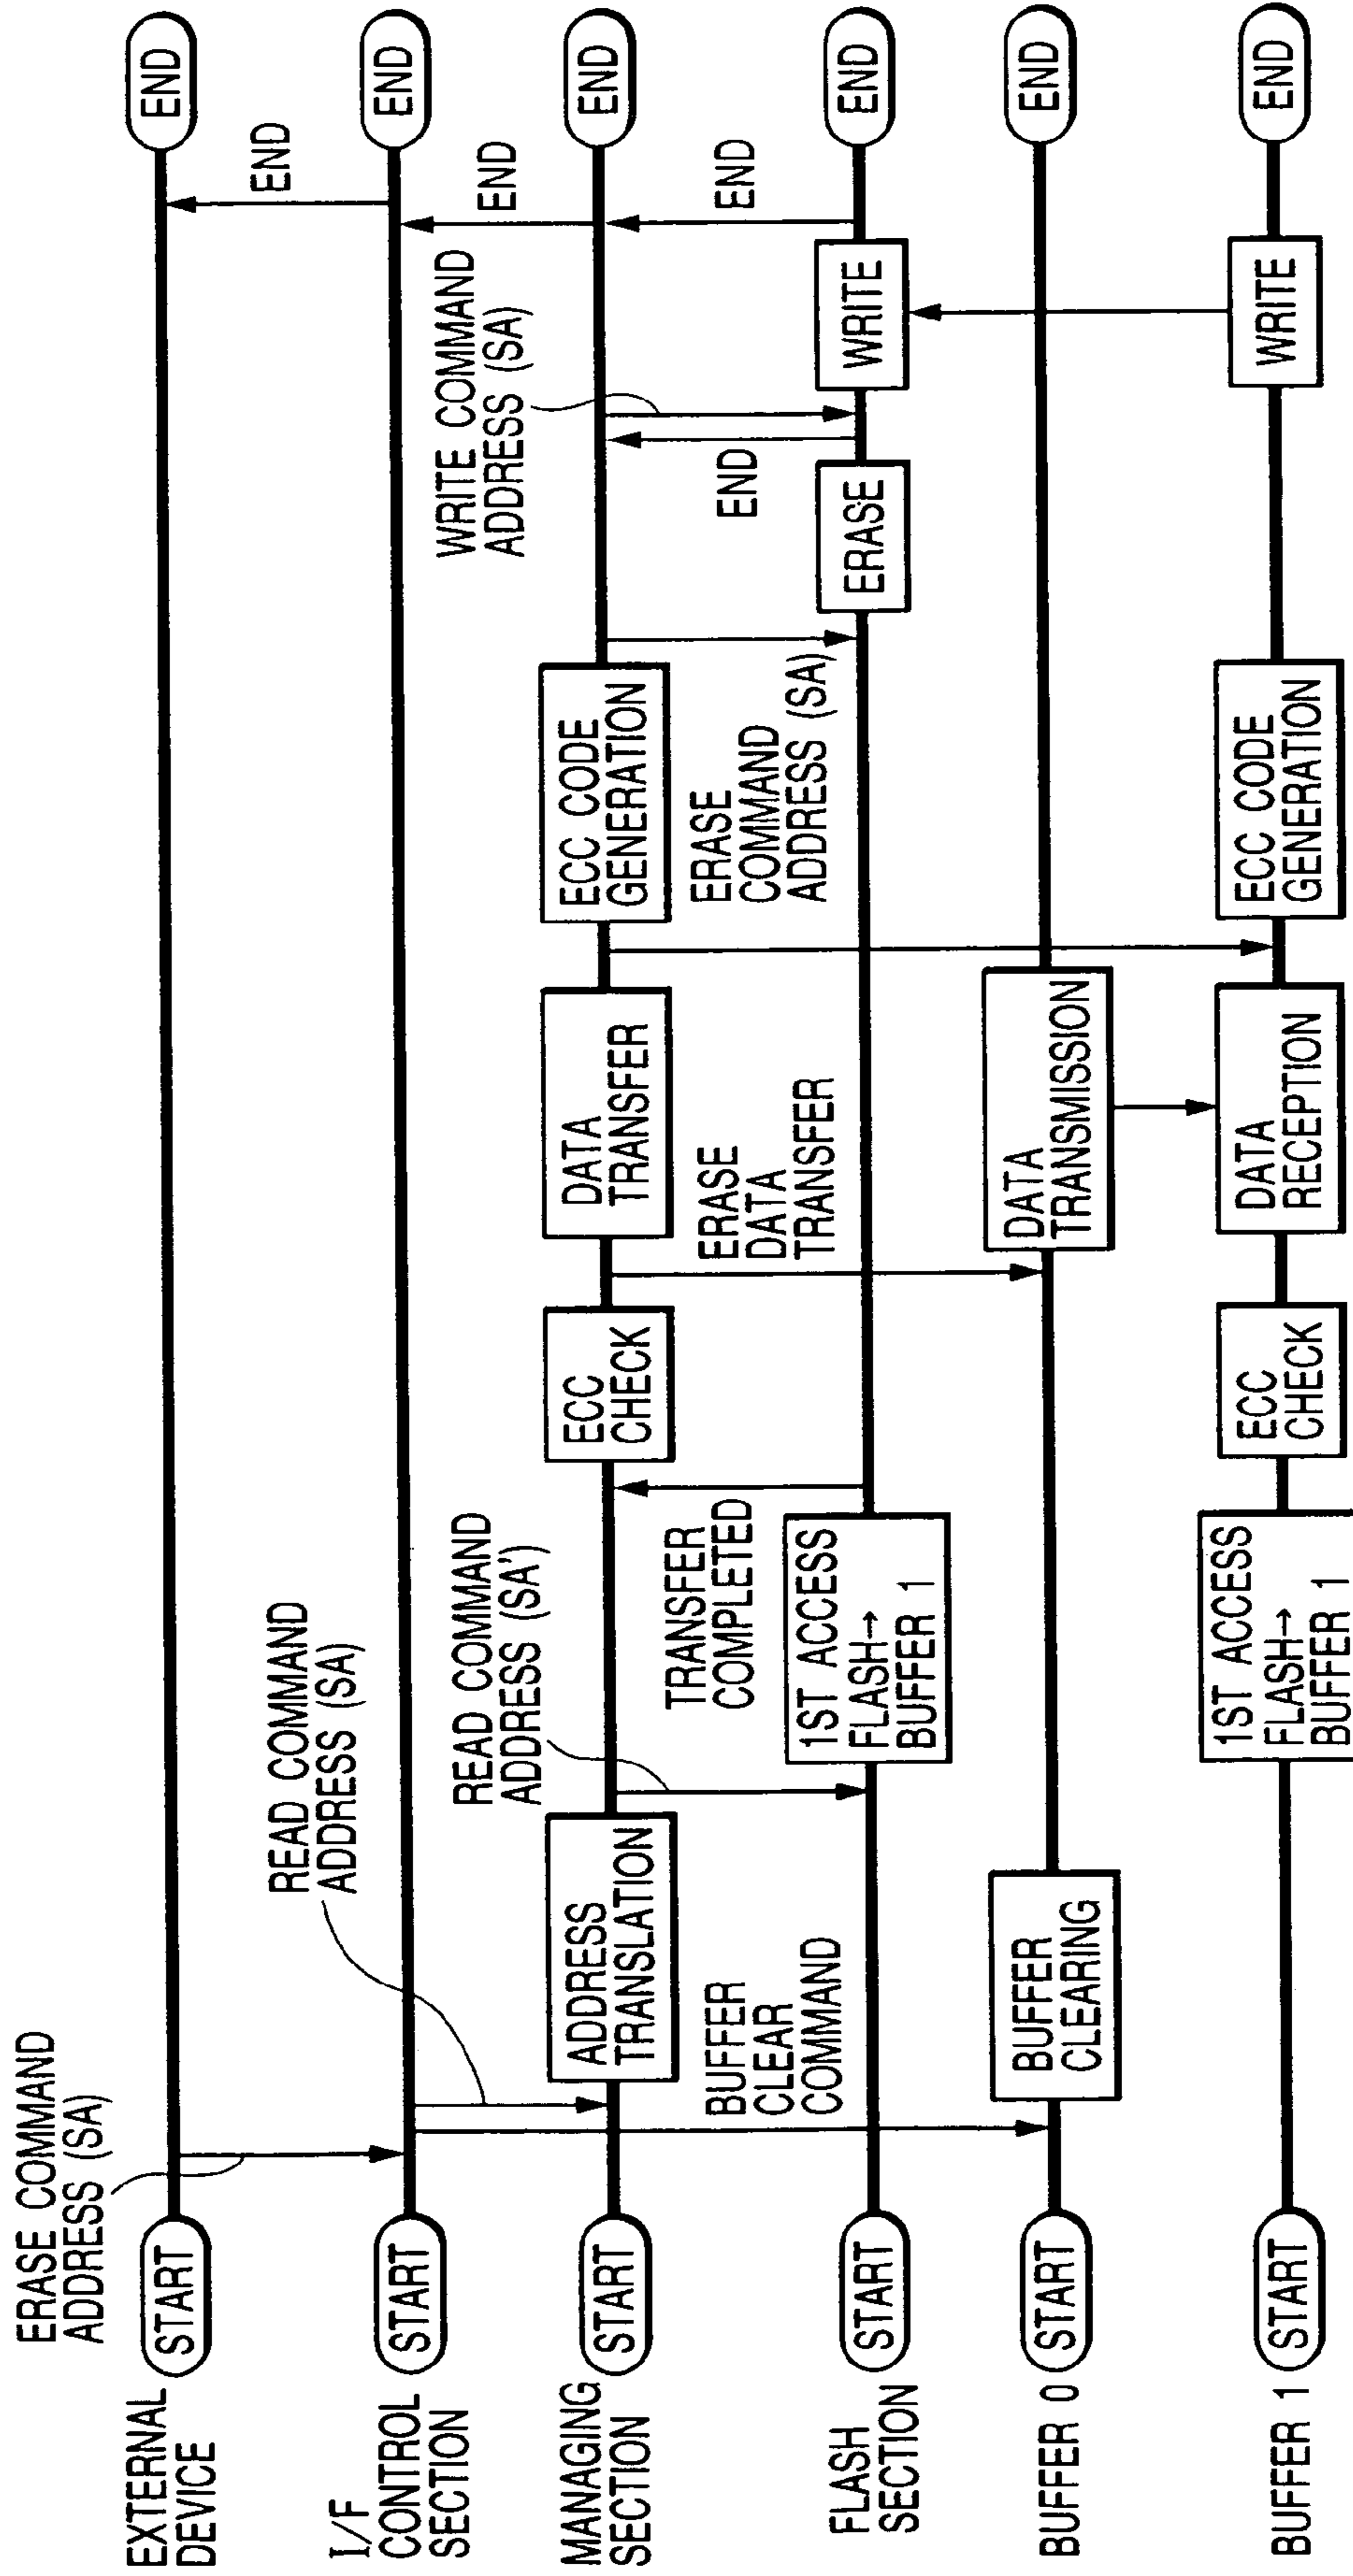 EXTERNAL
DEVICE
START
ERASE COMMAND
ADDRESS (SA)
END
END
I/F
CONTROL
SECTION
START
READ COMMAND
ADDRESS (SA)
END
END
MANAGING
SECTION
START
ADDRESS
TRANSLATION
READ COMMAND
ADDRESS (SA')
ECC
CHECK
DATA
TRANSFER
ECC CODE
GENERATION
WRITE COMMAND
ADDRESS (SA)
END
BUFFER
CLEAR
COMMAND
TRANSFER
COMPLETED
ERASE
DATA
TRANSFER
ERASE
COMMAND
ADDRESS (SA)
END
END
FLASH
SECTION
START
1ST ACCESS
FLASH→
BUFFER 1
ERASE
WRITE
END
BUFFER 0
START
BUFFER
CLEARING
DATA
TRANSMISSION
END
BUFFER 1
START
1ST ACCESS
FLASH→
BUFFER 1
ECC
CHECK
DATA
RECEPTION
ECC CODE
GENERATION
WRITE
END